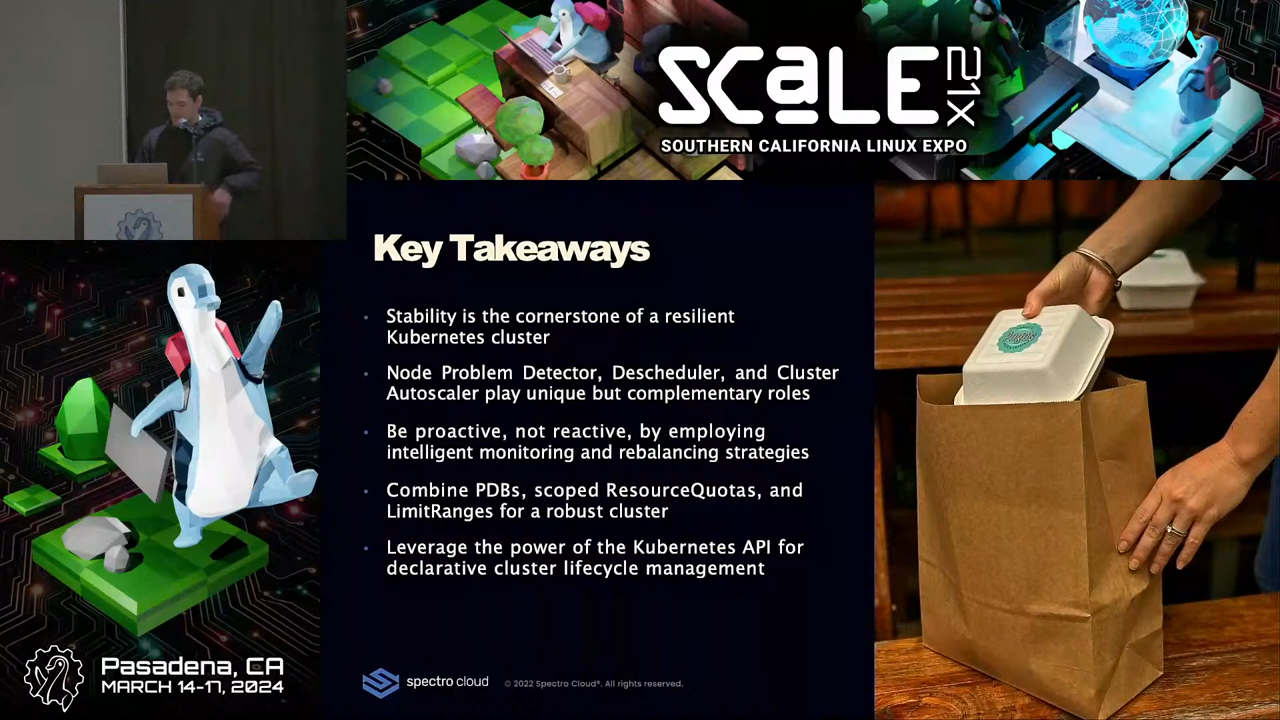 SCaLE 21X
SOUTHERN CALIFORNIA LINUX EXPO
Key Takeaways
Stability is the cornerstone of a resilient
Kubernetes cluster
Node Problem Detector, Descheduler, and Cluster
Autoscaler play unique but complementary roles
Be proactive, not reactive, by employing
intelligent monitoring and rebalancing strategies
Combine PDBs, scoped ResourceQuotas, and
LimitRanges for a robust cluster
Leverage the power of the Kubernetes API for
declarative cluster lifecycle management
spectro cloud © 2022 Spectro Cloud®. All rights reserved.
Pasadena, CA
MARCH 14-17, 2024